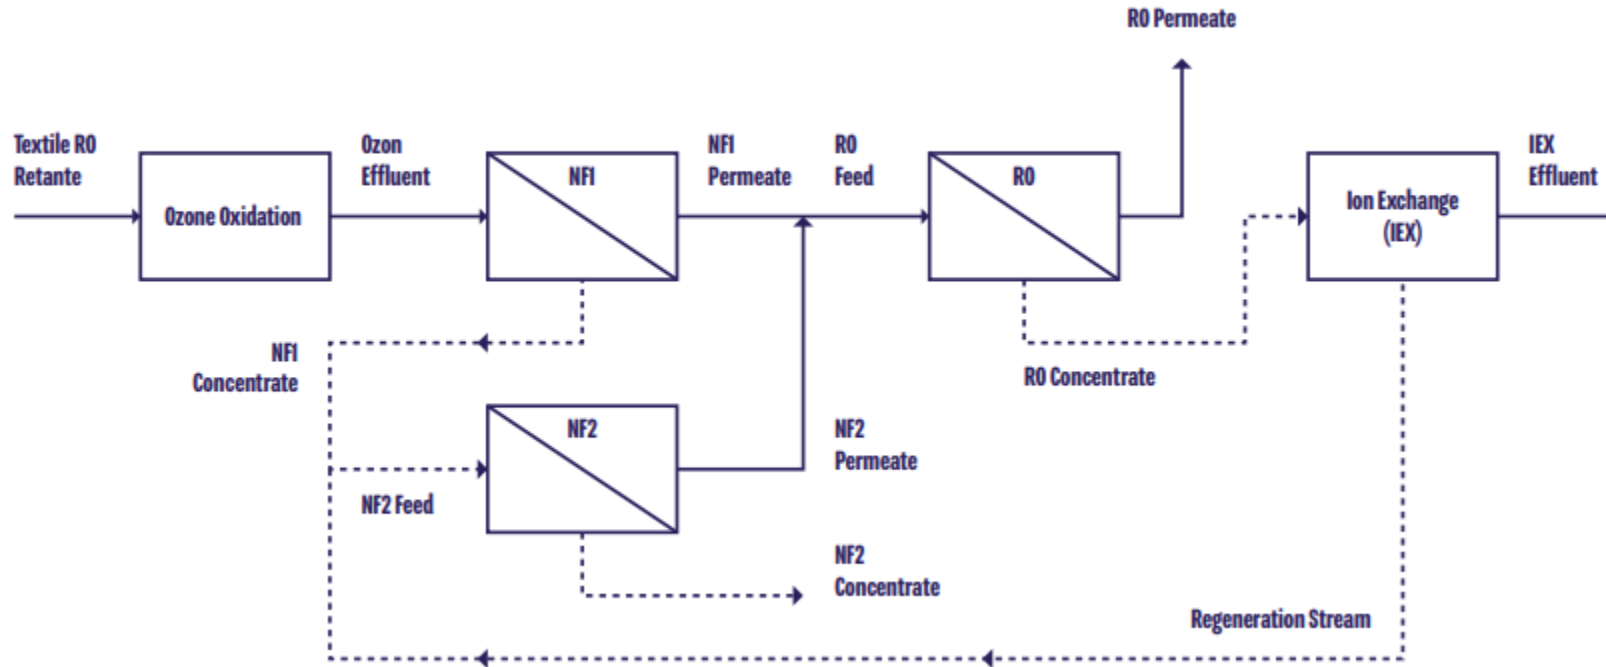 RO Permeate
Textile RO
Retante
Ozone Oxidation
Ozon
Effluent
NF1
NF1
Permeate
RO
Feed
RO
Ion Exchange
(IEX)
IEX
Effluent
NF1
Concentrate
RO Concentrate
NF2
NF2
Permeate
NF2 Feed
NF2
Concentrate
Regeneration Stream